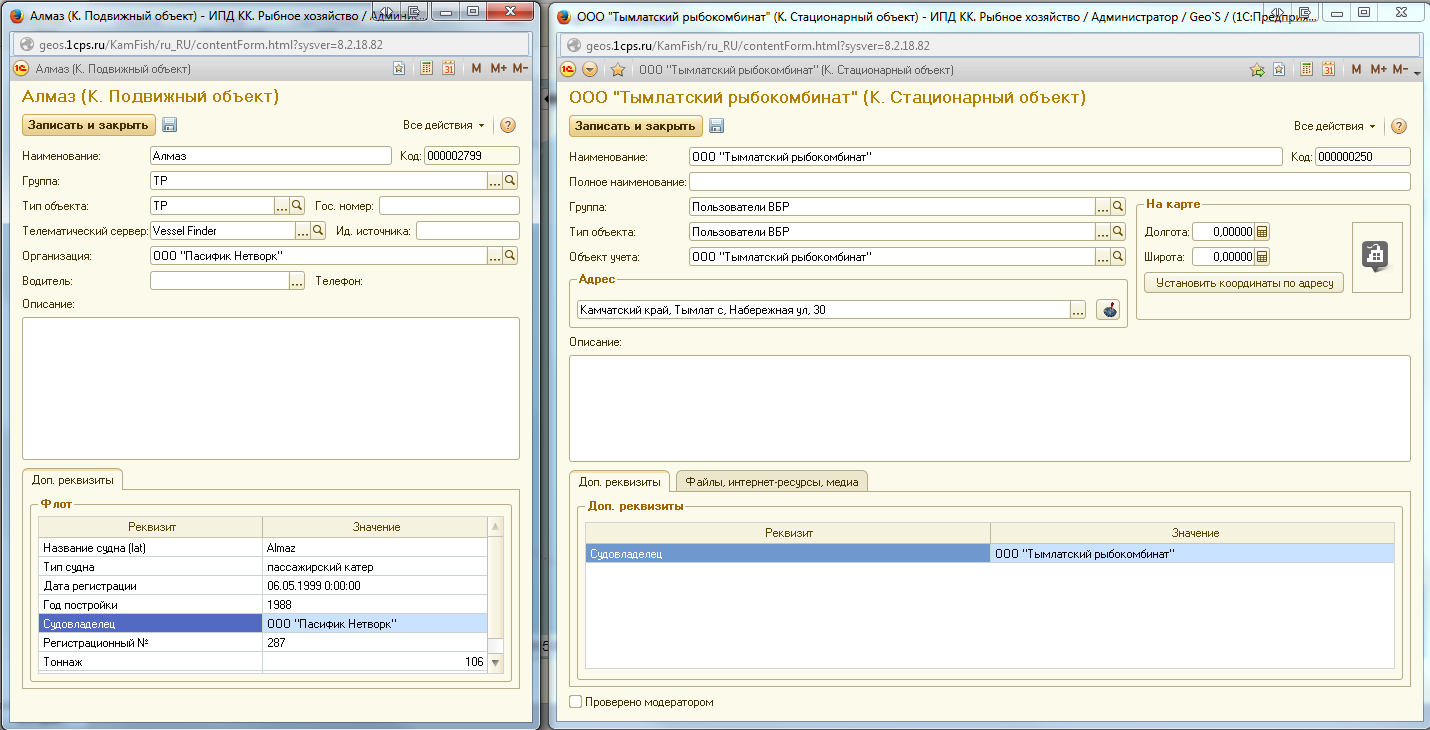 Алмаз (К. Подвижный объект) - ИПД КК. Рыбное хозяйство / Админис...
geos.1cps.ru/KamFish/ru_RU/contentForm.html?sysver=8.2.18.82
Алмаз (К. Подвижный объект)
31
M M+ M-
Алмаз (К. Подвижный объект)
Записать и закрыть
Все действия
?
Наименование: Алмаз Код: 000002799
Группа: ТР ...
Тип объекта: ТР ... Гос. номер:
Телематический сервер: Vessel Finder ... Ид. источника:
Организация: ООО "Пасифик Нетворк" ...
Водитель: ... Телефон:
Описание:
Доп. реквизиты
Флот
Реквизит Значение
Название судна (lat) Almaz
Тип судна пассажирский катер
Дата регистрации 06.05.1999 0:00:00
Год постройки 1988
Судовладелец ООО "Пасифик Нетворк"
Регистрационный № 287
Тоннаж 106
ООО "Тымлатский рыбокомбинат" (К. Стационарный объект) - ИПД КК. Рыбное хозяйство / Администратор / Geo`S / (1С:Предприя...
geos.1cps.ru/KamFish/ru_RU/contentForm.html?sysver=8.2.18.82
ООО "Тымлатский рыбокомбинат" (К. Стационарный объект)
31
M M+ M-
ООО "Тымлатский рыбокомбинат" (К. Стационарный объект)
Записать и закрыть
Все действия
?
Наименование: ООО "Тымлатский рыбокомбинат" Код: 000000250
Полное наименование:
Группа: Пользователи ВБР ...
Тип объекта: Пользователи ВБР ...
Объект учета: ООО "Тымлатский рыбокомбинат" ...
На карте
Долгота: 0,00000
Широта: 0,00000
Установить координаты по адресу
Адрес
Камчатский край, Тымлат с, Набережная ул, 30 ...
Описание:
Доп. реквизиты
Файлы, интернет-ресурсы, медиа
Доп. реквизиты
Реквизит Значение
Судовладелец ООО "Тымлатский рыбокомбинат"
Проверено модератором